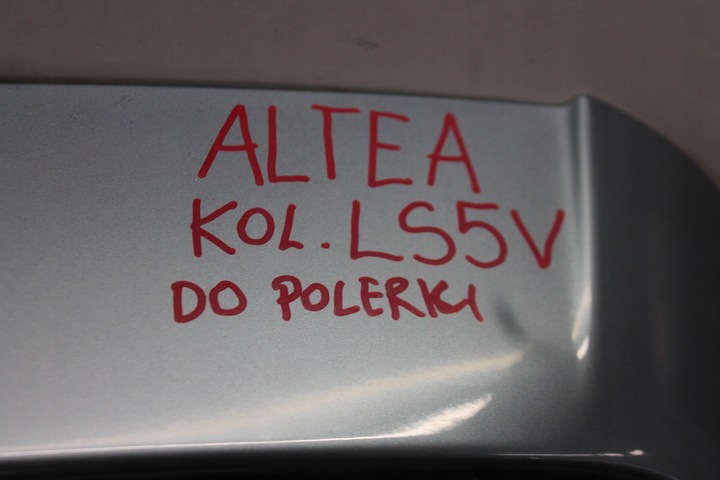 ALTEA
KOL. LS5V
DO POLERKI